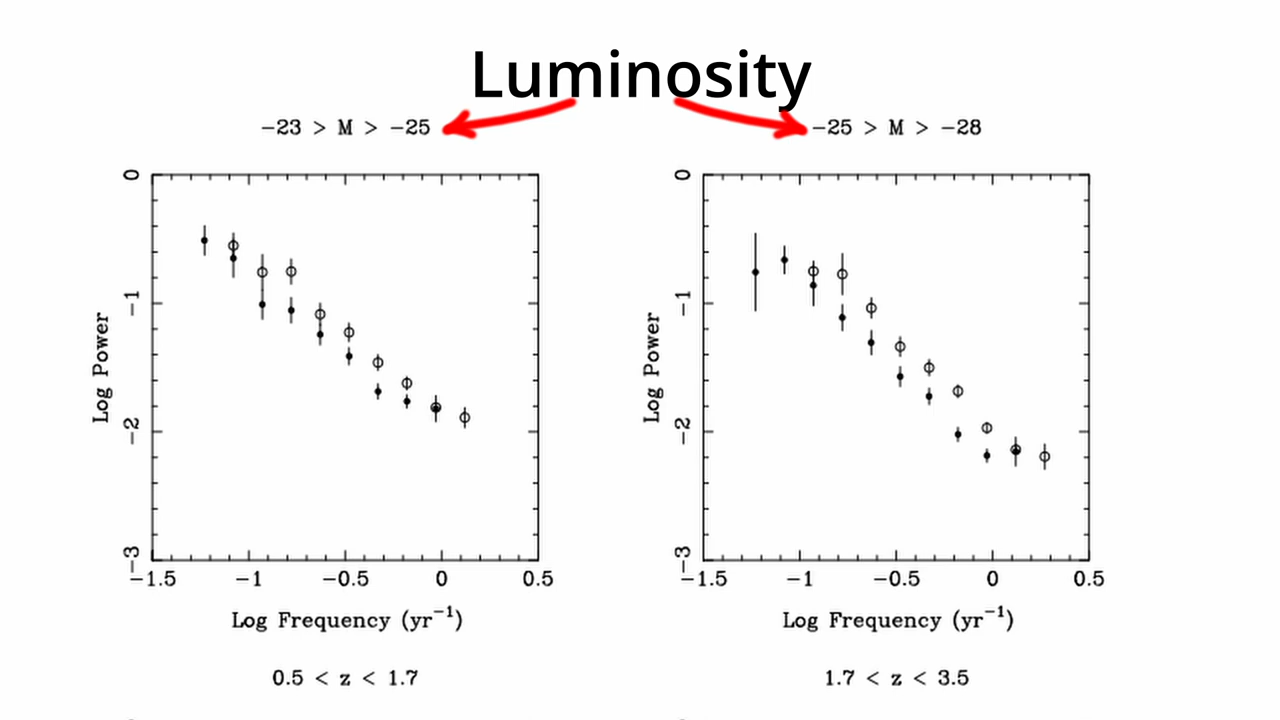 Luminosity
−23 > M > −25
−25 > M > −28
0
−1
−2
−3
Log Power
−1.5 −1 −0.5 0 0.5
Log Frequency (yr⁻¹)
0
−1
−2
−3
Log Power
−1.5 −1 −0.5 0 0.5
Log Frequency (yr⁻¹)
0.5 < z < 1.7
1.7 < z < 3.5